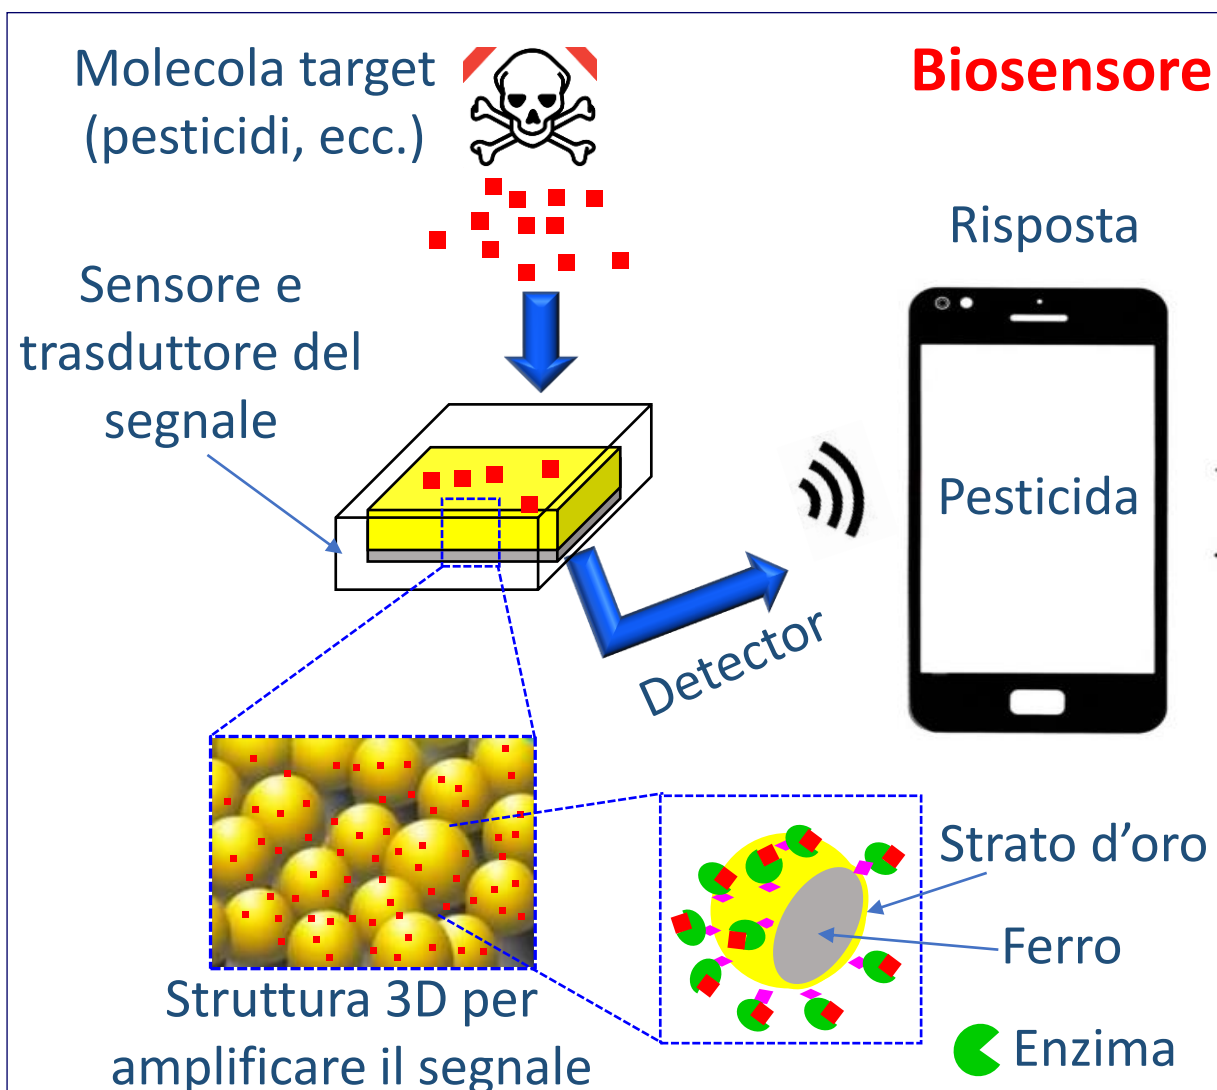 Molecola target
(pesticidi, ecc.)
Biosensore
Risposta
Sensore e
trasduttore del
segnale
Pesticida
Detector
Strato d’oro
Ferro
Struttura 3D per
amplificare il segnale
Enzima